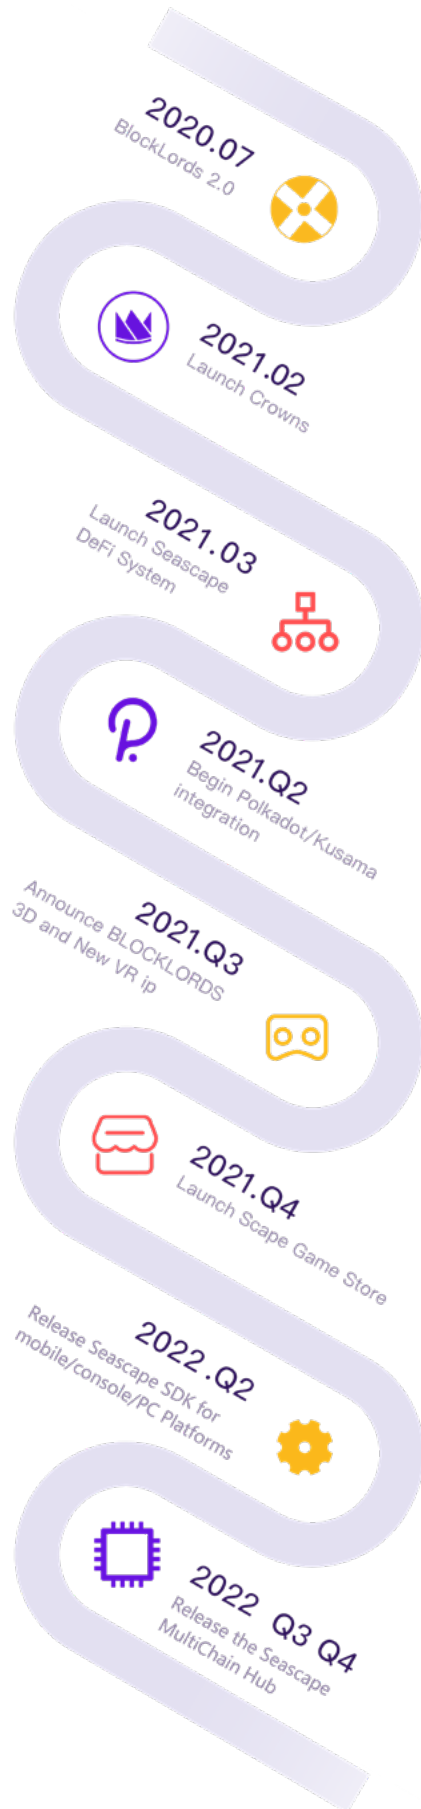 2020.07
BlockLords 2.0
2021.02
Launch Crowns
2021.03
Launch Seascape
DeFi System
2021.Q2
Begin Polkadot/Kusama
integration
2021.Q3
Announce BLOCKLORDS
3D and New VR ip
2021.Q4
Launch Scape Game Store
2022.Q2
Release Seascape SDK for
mobile/console/PC Platforms
2022 Q3 Q4
Release the Seascape
MultiChain Hub